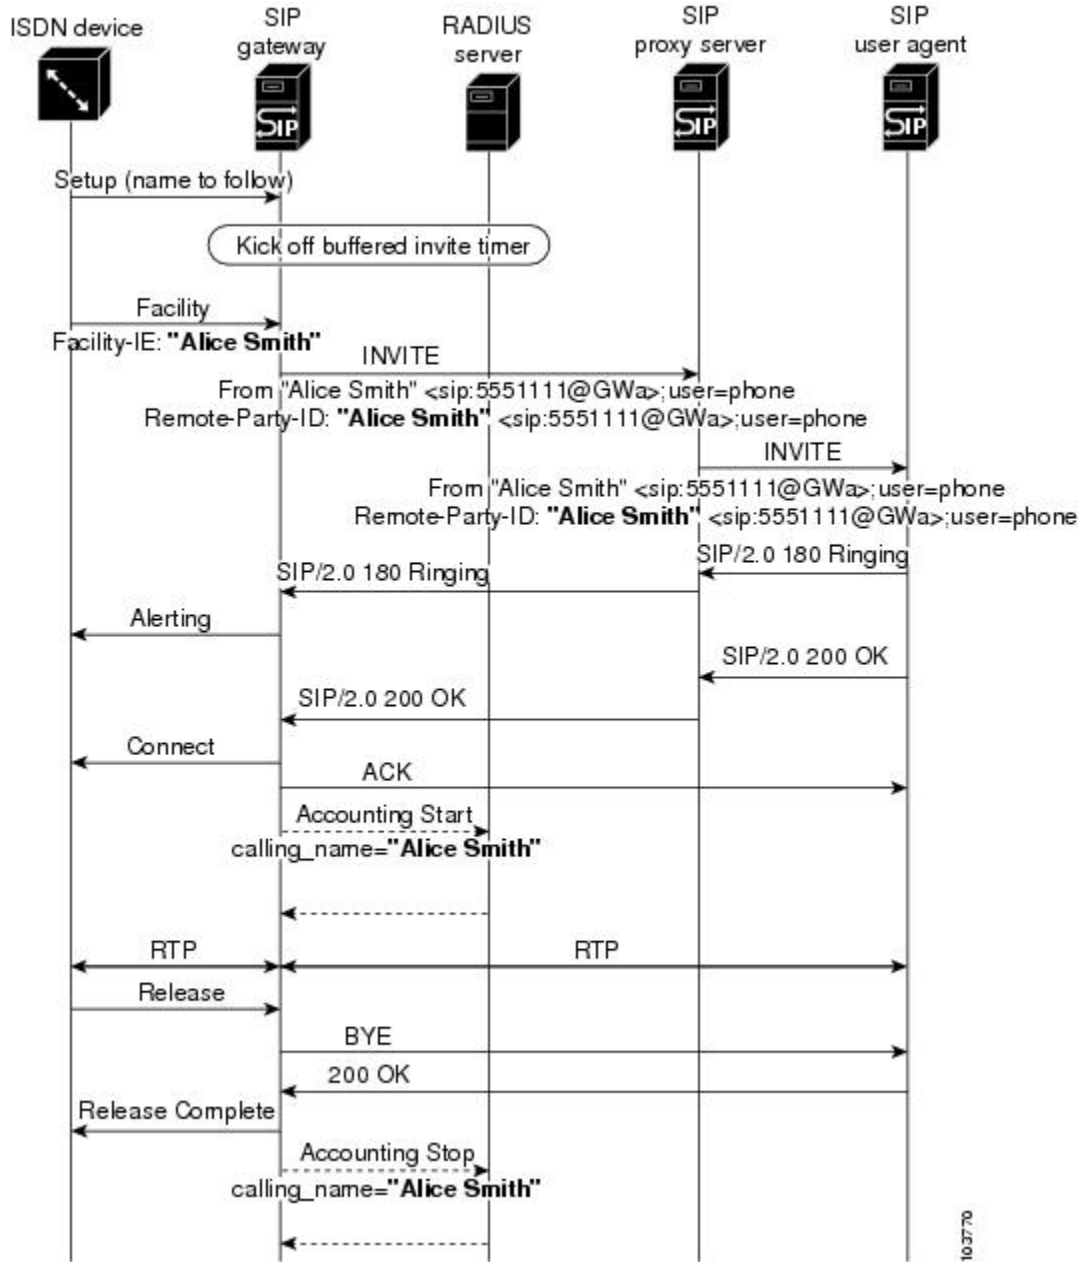 ISDN device
SIP
gateway
RADIUS
server
SIP
proxy server
SIP
user agent
SIP
SIP
SIP
Setup (name to follow)
Kick off buffered invite timer
Facility
Facility-IE: "Alice Smith"
INVITE
From "Alice Smith" <sip:5551111@GWa>;user=phone
Remote-Party-ID: "Alice Smith" <sip:5551111@GWa>;user=phone
INVITE
From "Alice Smith" <sip:5551111@GWa>;user=phone
Remote-Party-ID: "Alice Smith" <sip:5551111@GWa>;user=phone
SIP/2.0 180 Ringing
SIP/2.0 180 Ringing
Alerting
SIP/2.0 200 OK
SIP/2.0 200 OK
Connect
ACK
Accounting Start
calling_name="Alice Smith"
RTP
RTP
Release
BYE
200 OK
Release Complete
Accounting Stop
calling_name="Alice Smith"
103770